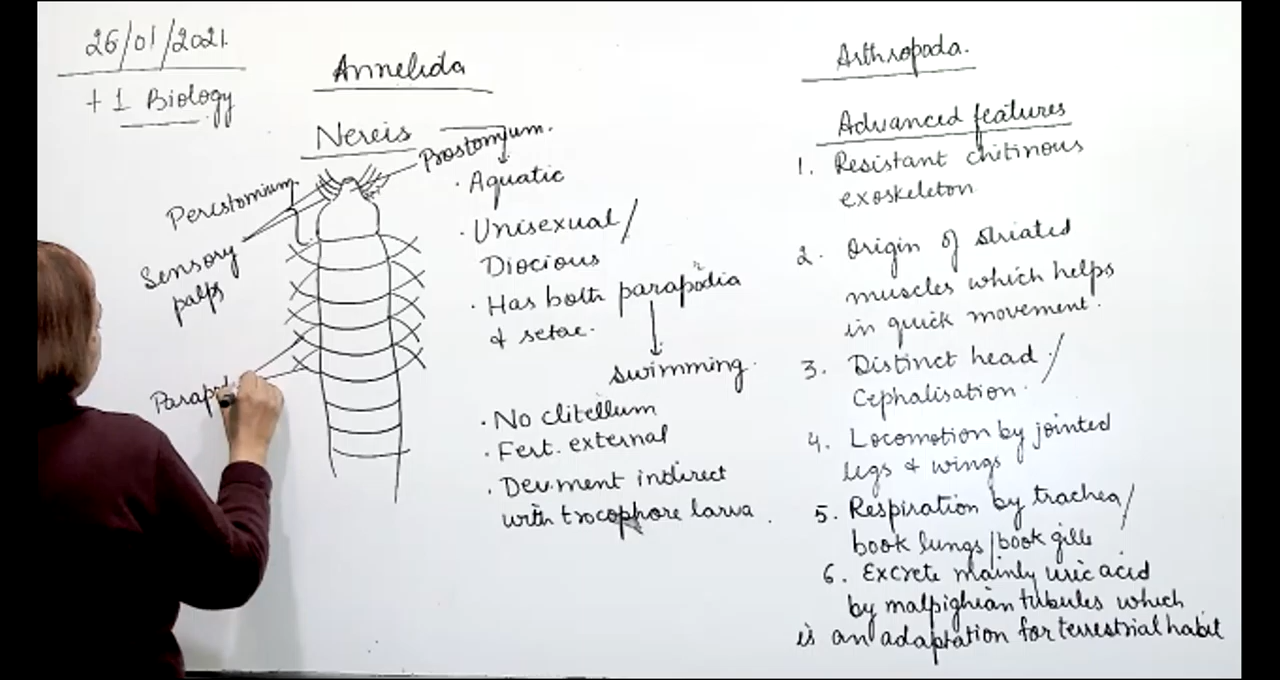 26/01/2021.
+ 1 Biology
Annelida
Nereis
Prostomium.
Peristomium
Sensory
palps
· Aquatic
· Unisexual/
Diocious
· Has both parapodia
& setae.
swimming.
· No clitellum
· Fert. external
· Dev.ment indirect
with trocophore larva.
Arthropoda.
Advanced features
1. Resistant chitinous
exoskeleton
2. Origin of striated
muscles which helps
in quick movement.
3. Distinct head /
Cephalisation.
4. Locomotion by jointed
legs & wings
5. Respiration by trachea/
book lungs/book gills
6. Excrete mainly uric acid
by malpighian tubules which
is an adaptation for terrestrial habit